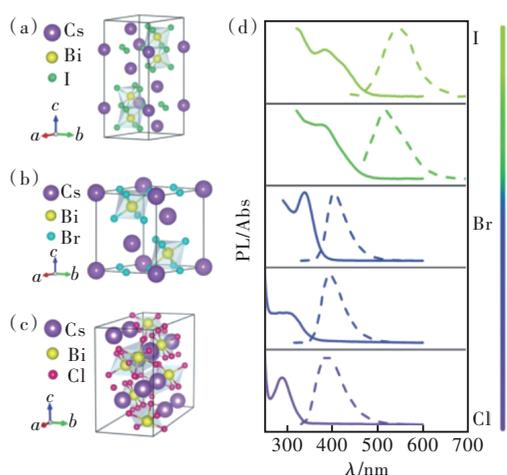 (a)
Cs
Bi
I
c
a b
(b)
Cs
Bi
Br
c
a b
(c)
Cs
Bi
Cl
c
a b
(d)
I
Br
Cl
PL/Abs
300 400 500 600 700
λ/nm